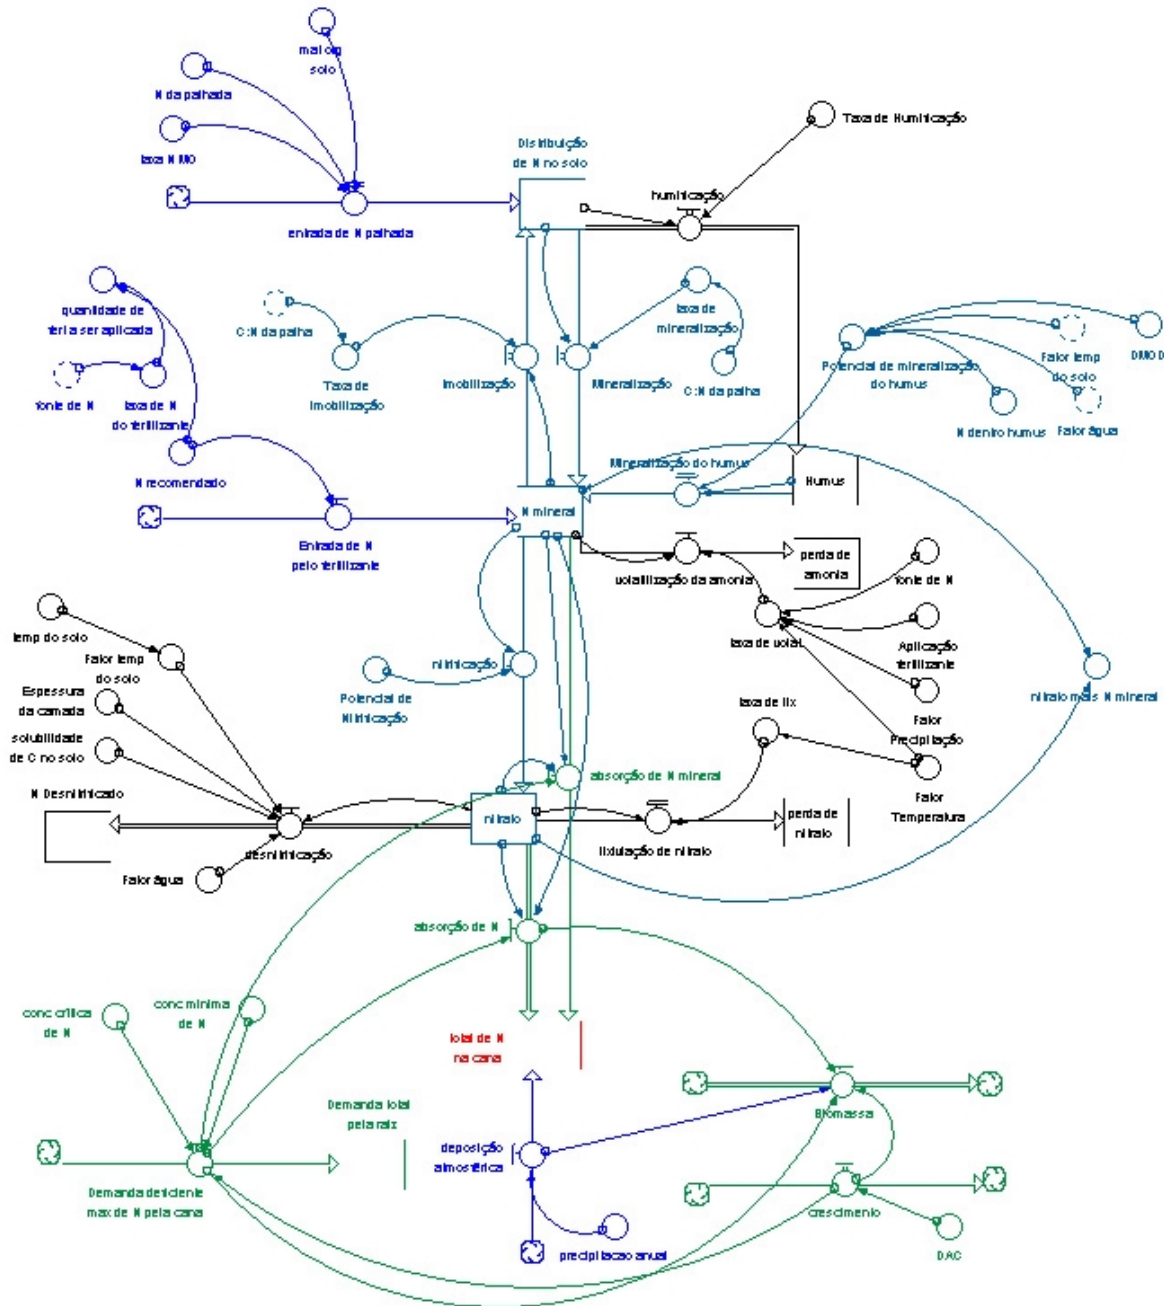 mat org
solo
N da palhada
taxa NMO
Taxa de Humificação
Distribuição
de N no solo
humificação
entrada de N palhada
quantidade de
fert a ser aplicada
C:N da palha
taxa de
mineralização
fonte de N
taxa de N
do fertilizante
Taxa de
Imobilização
Imobilização
Mineralização
C:N da palha
Potencial de mineralização
do humus
Fator temp
do solo
DMOD
N dentro humus
Fator água
N recomendado
Mineralização do humus
Humus
N mineral
Entrada de N
pelo fertilizante
volatilização da amonia
perda de
amonia
fonte de N
temp do solo
Fator temp
do solo
taxa de volat
Aplicação
fertilizante
nitrificação
Potencial de
Nitrificação
nitrato mais N mineral
Espessura
da camada
taxa de lix
Fator
Precipitação
solubilidade
de C no solo
absorção de N mineral
N Desnitrificado
nitrato
perda de
nitrato
Fator
Temperatura
desnitrificação
lixiviação de nitrato
Fator água
absorção de N
conc crítica
de N
conc mínima
de N
total de N
na cana
Demanda total
pela raiz
Biomassa
deposição
atmosférica
Demanda deficiente
max de N pela cana
crescimento
precipitacao anual
DAC